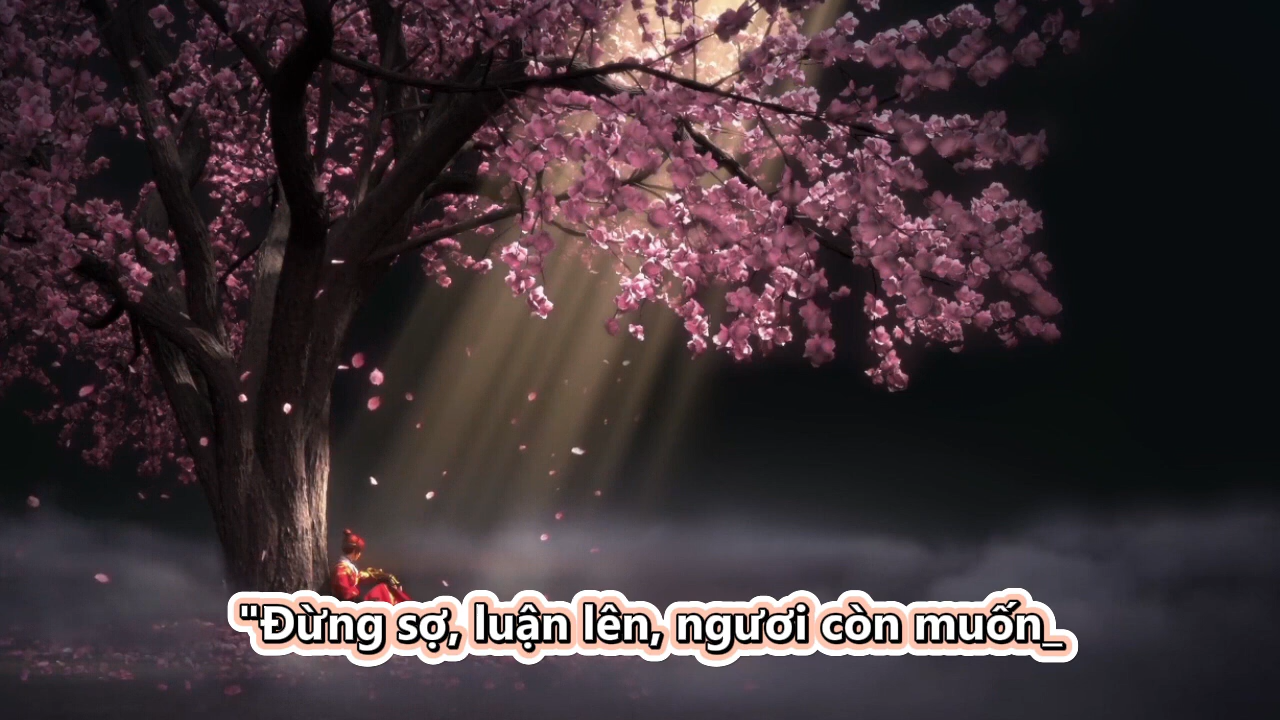 "Đừng sợ, luận lên, ngươi còn muốn_